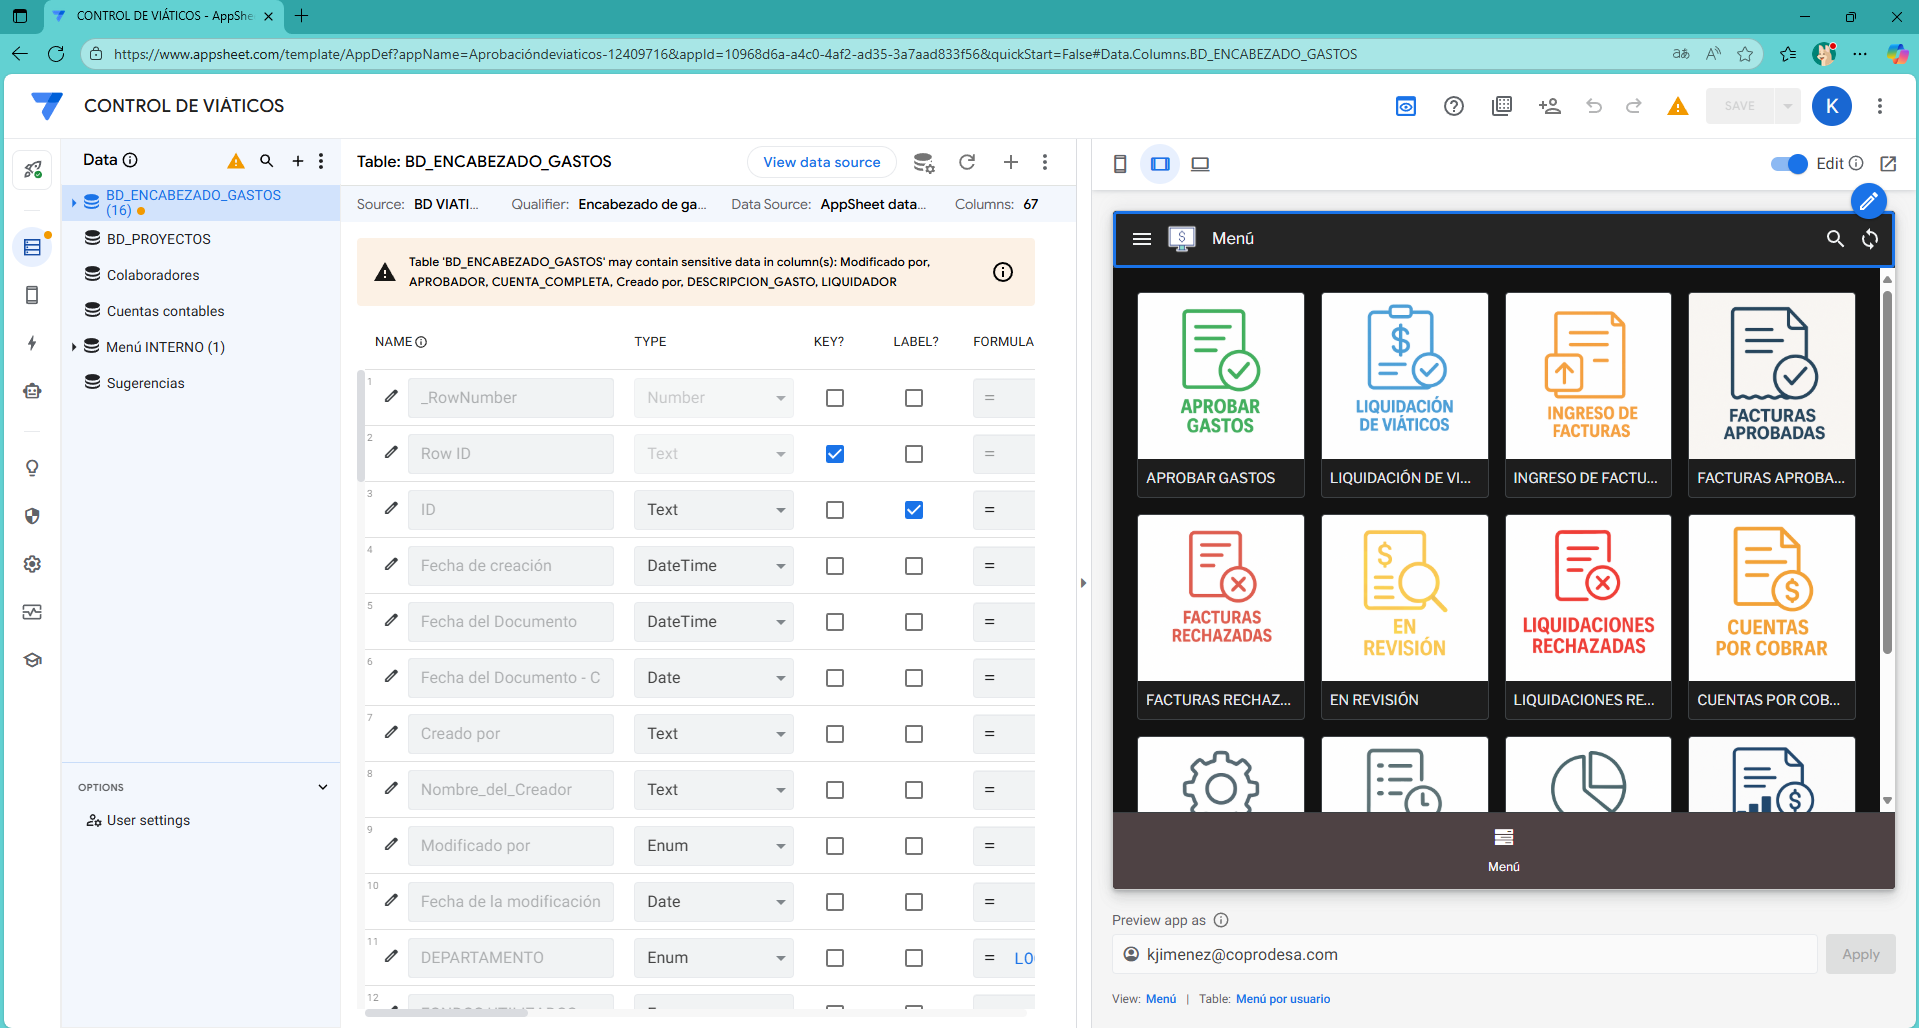 CONTROL DE VIÁTICOS - AppShe
https://www.appsheet.com/template/AppDef?appName=Aprobacióndeviaticos-12409716&appId=10968d6a-a4c0-4af2-ad35-3a7aad833f56&quickStart=False#Data.Columns.BD_ENCABEZADO_GASTOS
CONTROL DE VIÁTICOS
SAVE
K
Data
BD_ENCABEZADO_GASTOS
(16)
BD_PROYECTOS
Colaboradores
Cuentas contables
Menú INTERNO (1)
Sugerencias
OPTIONS
User settings
Table: BD_ENCABEZADO_GASTOS
View data source
Source: BD VIATI... Qualifier: Encabezado de ga... Data Source: AppSheet data... Columns: 67
Table 'BD_ENCABEZADO_GASTOS' may contain sensitive data in column(s): Modificado por,
APROBADOR, CUENTA_COMPLETA, Creado por, DESCRIPCION_GASTO, LIQUIDADOR
NAME TYPE KEY? LABEL? FORMULA
1 _RowNumber Number =
2 Row ID Text =
3 ID Text =
4 Fecha de creación DateTime =
5 Fecha del Documento DateTime =
6 Fecha del Documento - C Date =
7 Creado por Text =
8 Nombre_del_Creador Text =
9 Modificado por Enum =
10 Fecha de la modificación Date =
11 DEPARTAMENTO Enum = LO
12
Edit
Menú
APROBAR
GASTOS
APROBAR GASTOS
LIQUIDACIÓN
DE VIÁTICOS
LIQUIDACIÓN DE VI...
INGRESO DE
FACTURAS
INGRESO DE FACTU...
FACTURAS
APROBADAS
FACTURAS APROBA...
FACTURAS
RECHAZADAS
FACTURAS RECHAZ...
EN
REVISIÓN
EN REVISIÓN
LIQUIDACIONES
RECHAZADAS
LIQUIDACIONES RE...
CUENTAS
POR COBRAR
CUENTAS POR COB...
Menú
Preview app as
kjimenez@coprodesa.com
Apply
View: Menú | Table: Menú por usuario